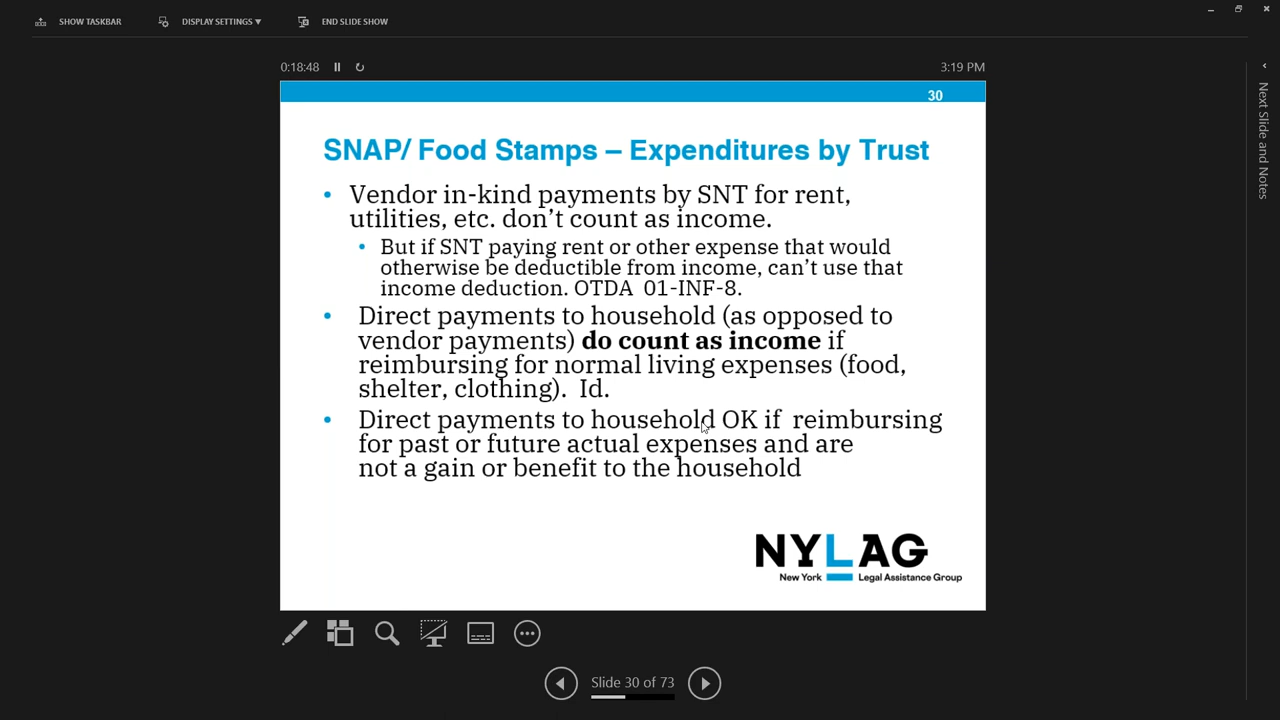 SHOW TASKBAR
DISPLAY SETTINGS ▾
END SLIDE SHOW
0:18:48
3:19 PM
30
SNAP/ Food Stamps – Expenditures by Trust
• Vendor in-kind payments by SNT for rent,
utilities, etc. don’t count as income.
• But if SNT paying rent or other expense that would
otherwise be deductible from income, can’t use that
income deduction. OTDA 01-INF-8.
• Direct payments to household (as opposed to
vendor payments) do count as income if
reimbursing for normal living expenses (food,
shelter, clothing). Id.
• Direct payments to household OK if reimbursing
for past or future actual expenses and are
not a gain or benefit to the household
NYLAG
New York Legal Assistance Group
Slide 30 of 73
Next Slide and Notes